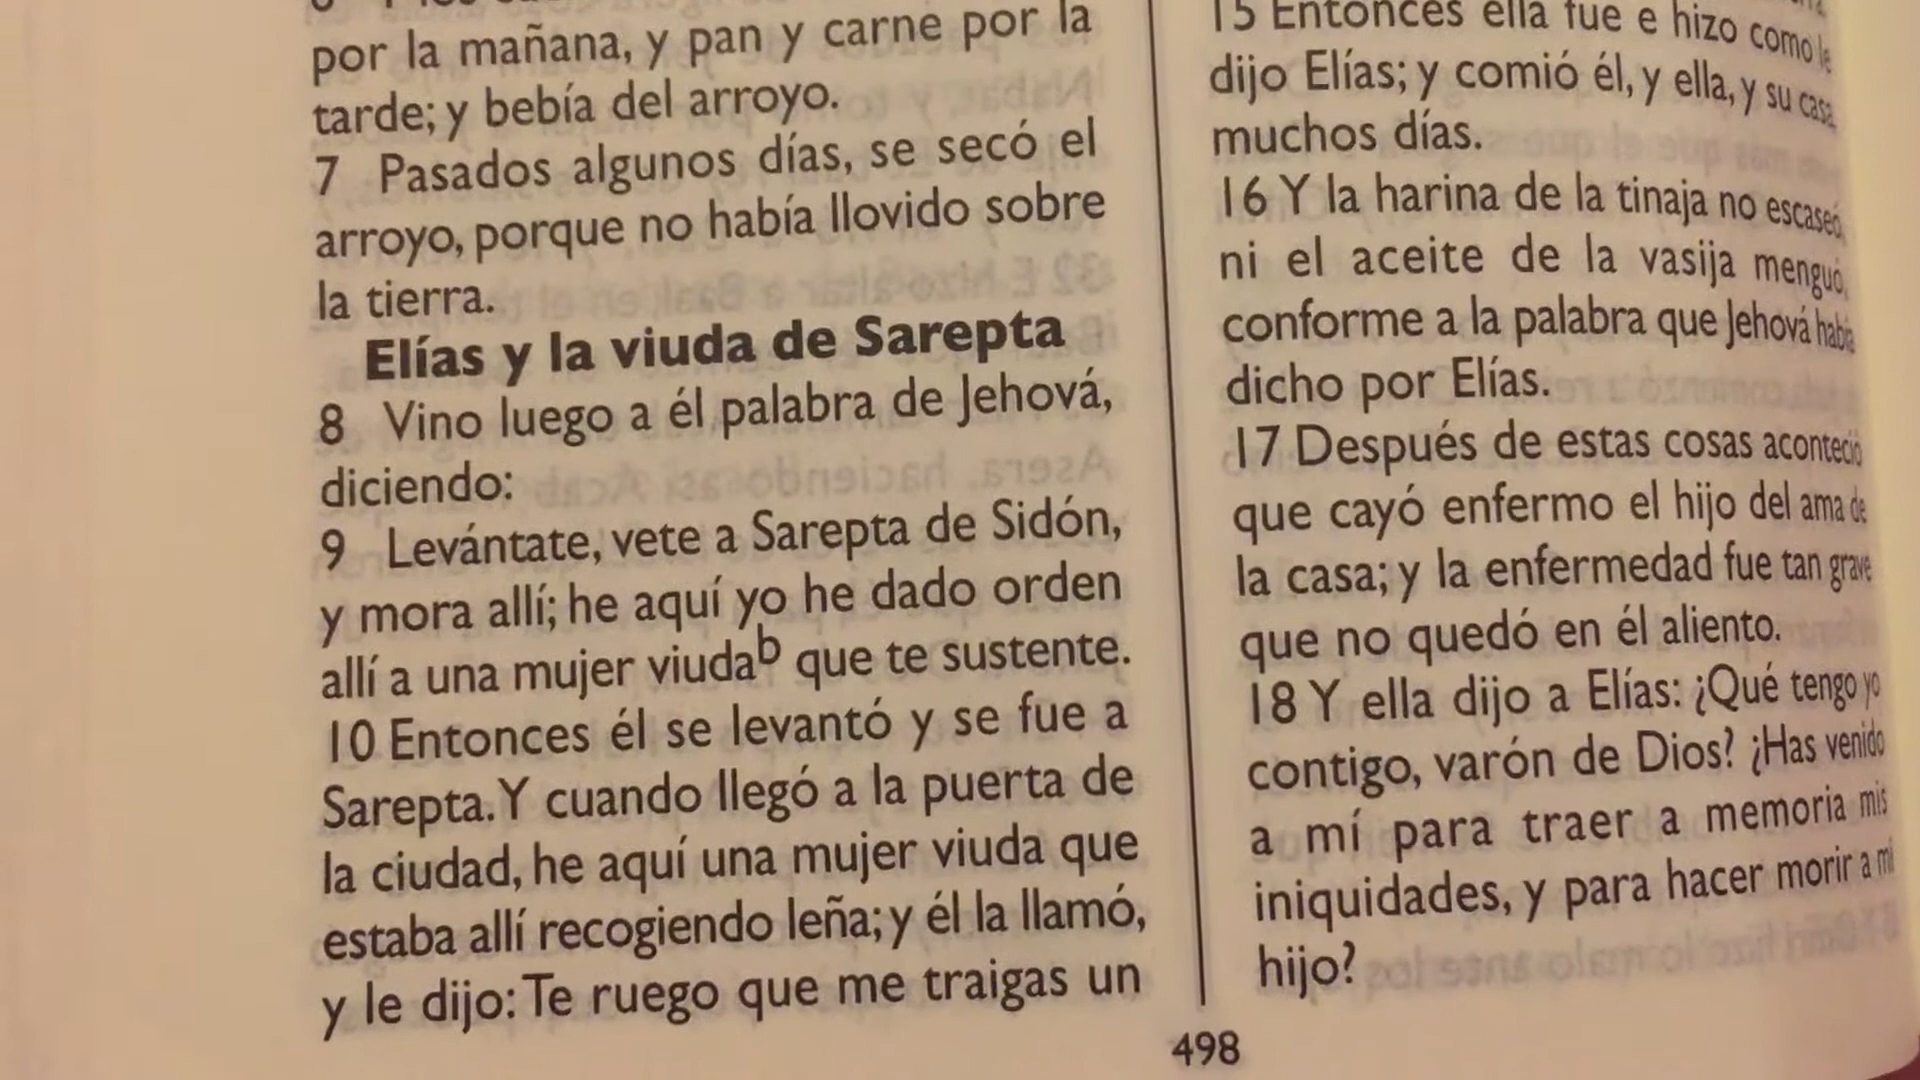 por la mañana, y pan y carne por la
tarde; y bebía del arroyo.
7 Pasados algunos días, se secó el
arroyo, porque no había llovido sobre
la tierra.
Elías y la viuda de Sarepta
8 Vino luego a él palabra de Jehová,
diciendo:
9 Levántate, vete a Sarepta de Sidón,
y mora allí; he aquí yo he dado orden
allí a una mujer viudaᵇ que te sustente.
10 Entonces él se levantó y se fue a
Sarepta. Y cuando llegó a la puerta de
la ciudad, he aquí una mujer viuda que
estaba allí recogiendo leña; y él la llamó,
y le dijo: Te ruego que me traigas un
15 Entonces ella fue e hizo como le
dijo Elías; y comió él, y ella, y su casa,
muchos días.
16 Y la harina de la tinaja no escaseó,
ni el aceite de la vasija menguó,
conforme a la palabra que Jehová había
dicho por Elías.
17 Después de estas cosas aconteció
que cayó enfermo el hijo del ama de
la casa; y la enfermedad fue tan grave
que no quedó en él aliento.
18 Y ella dijo a Elías: ¿Qué tengo yo
contigo, varón de Dios? ¿Has venido
a mí para traer a memoria mis
iniquidades, y para hacer morir a mi
hijo?
498